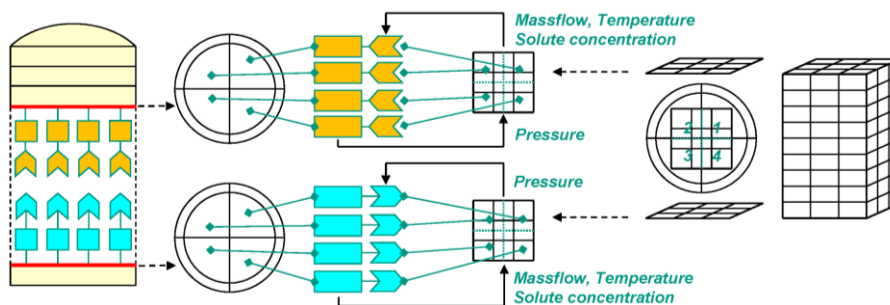 Massflow, Temperature
Solute concentration
Pressure
2 1
3 4
Pressure
Massflow, Temperature
Solute concentration